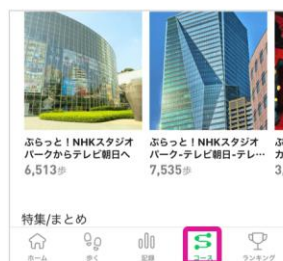 ぶらっと!NHKスタジオ
パークからテレビ朝日へ
6,513歩
ぶらっと!NHKスタジオ
パーク-テレビ朝日-テレ…
7,535歩
特集/まとめ
ホーム
歩く
記録
コース
ランキング